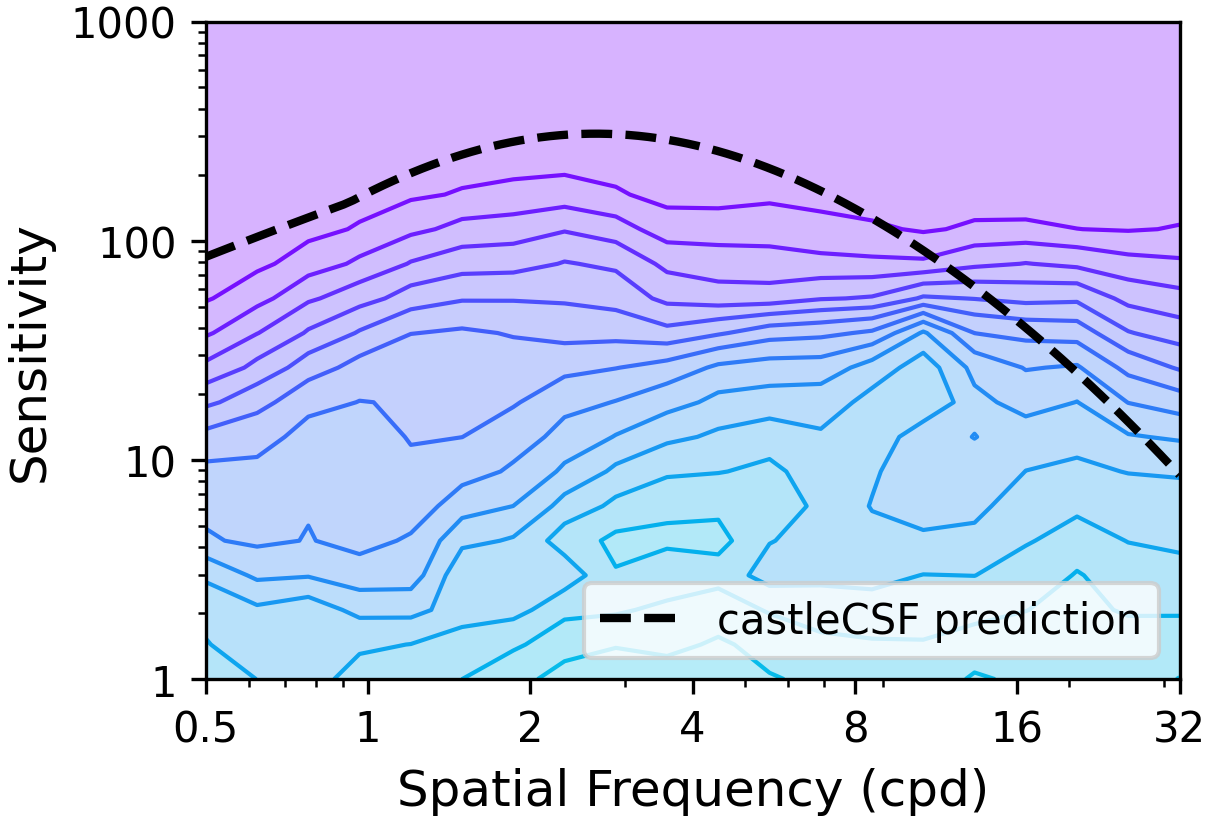 1000
100
10
1
Sensitivity
castleCSF prediction
0.5 1 2 4 8 16 32
Spatial Frequency (cpd)